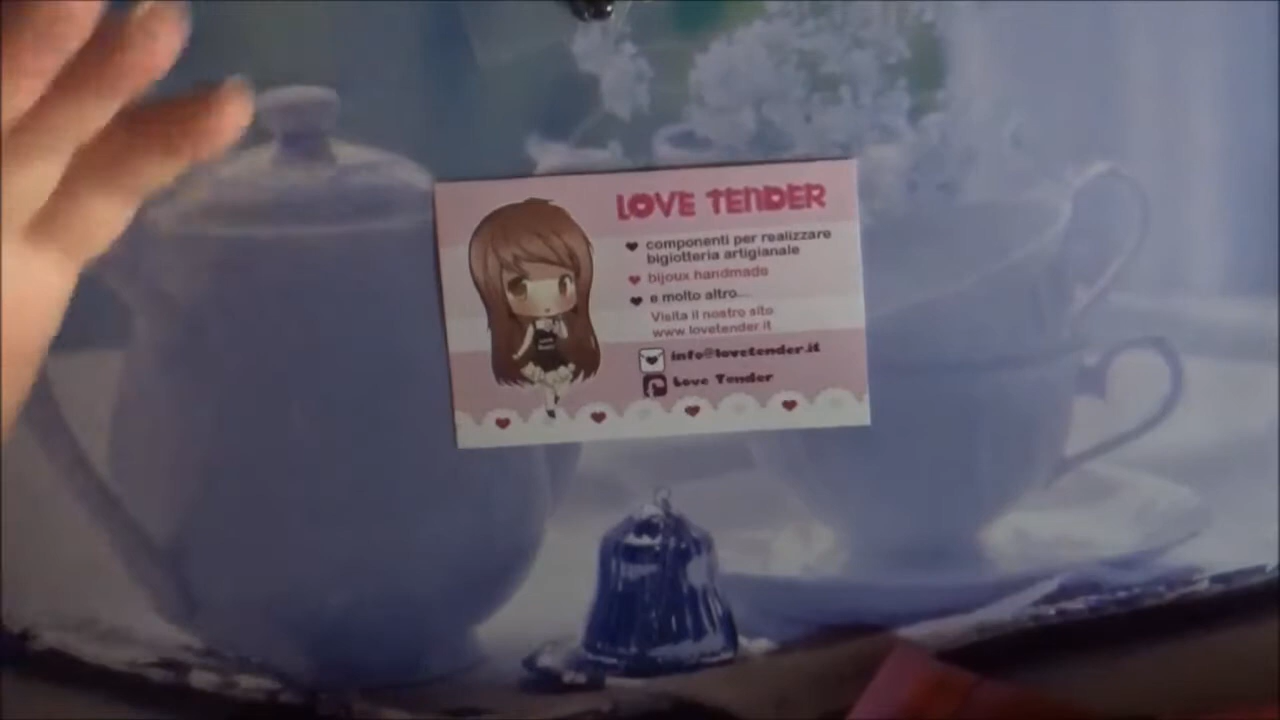 LOVE TENDER
componenti per realizzare
bigiotteria artigianale
bijoux handmade
e molto altro...
Visita il nostro sito
www.lovetender.it
info@lovetender.it
Love Tender